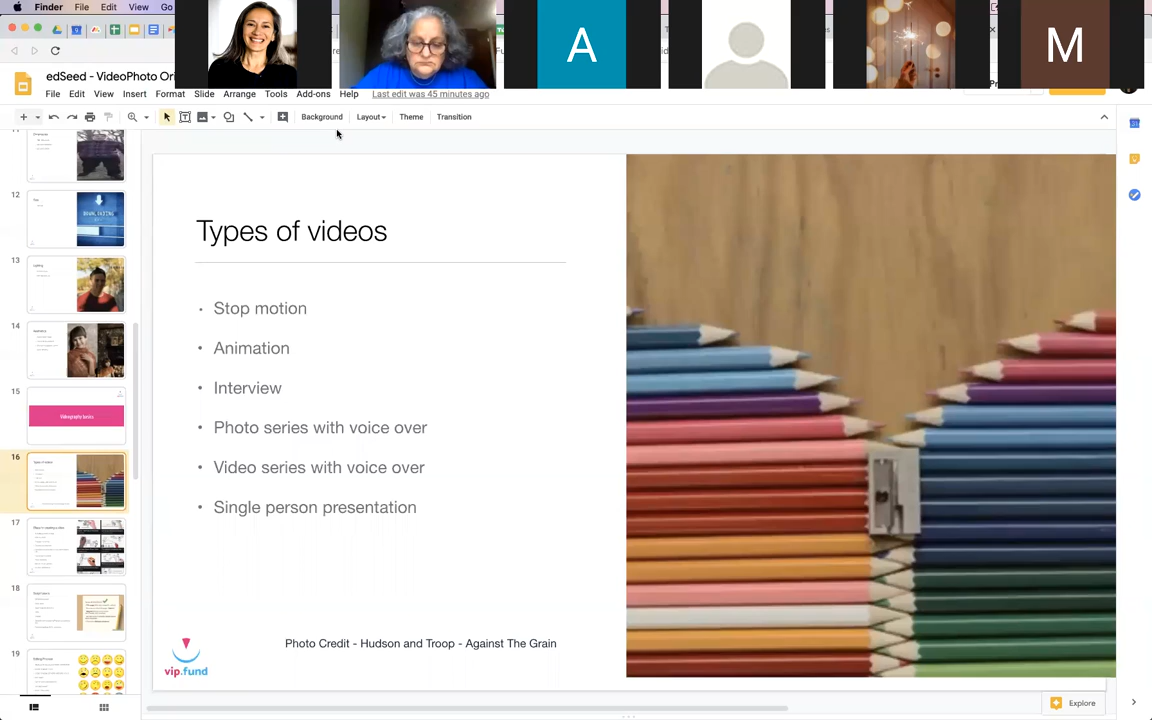 Finder File Edit View Go
A
M
edSeed - VideoPhoto Ori
File Edit View Insert Format Slide Arrange Tools Add-ons Help Last edit was 45 minutes ago
Background Layout Theme Transition
12
13
14
15
16
17
18
19
Types of videos
• Stop motion
• Animation
• Interview
• Photo series with voice over
• Video series with voice over
• Single person presentation
Photo Credit - Hudson and Troop - Against The Grain
vip.fund
Explore